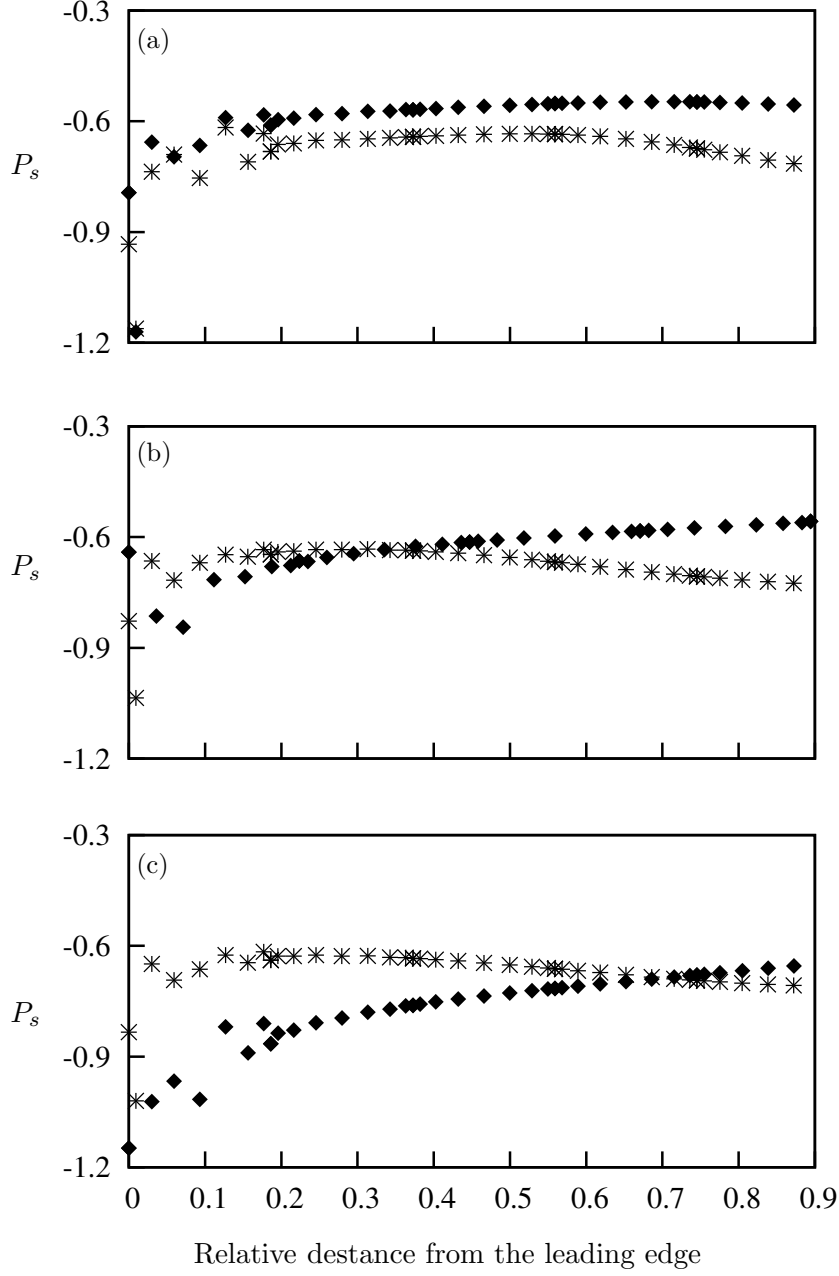 -0.3
(a)
-0.6
P_s
-0.9
-1.2
-0.3
(b)
-0.6
P_s
-0.9
-1.2
-0.3
(c)
-0.6
P_s
-0.9
-1.2
0 0.1 0.2 0.3 0.4 0.5 0.6 0.7 0.8 0.9
Relative destance from the leading edge